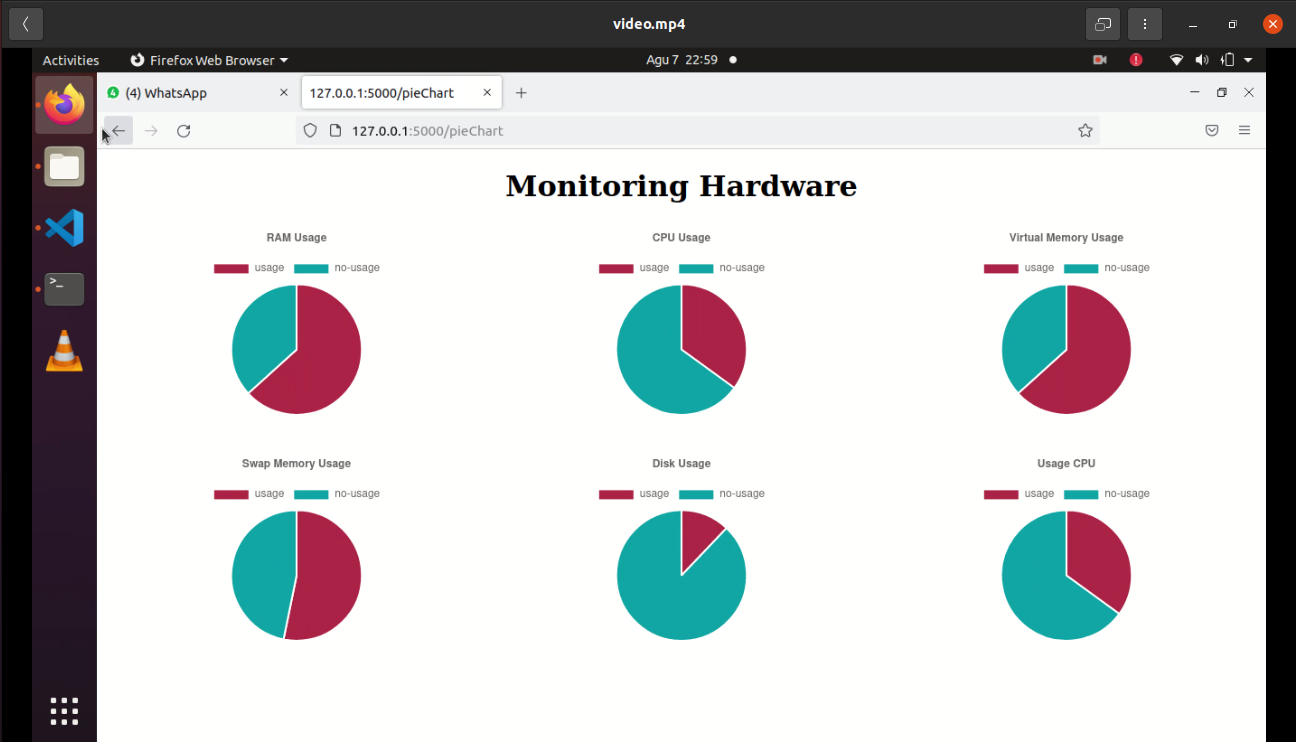 video.mp4
Activities Firefox Web Browser Agu 7 22:59
4 (4) WhatsApp 127.0.0.1:5000/pieChart
127.0.0.1:5000/pieChart
Monitoring Hardware
RAM Usage
usage no-usage
CPU Usage
usage no-usage
Virtual Memory Usage
usage no-usage
Swap Memory Usage
usage no-usage
Disk Usage
usage no-usage
Usage CPU
usage no-usage